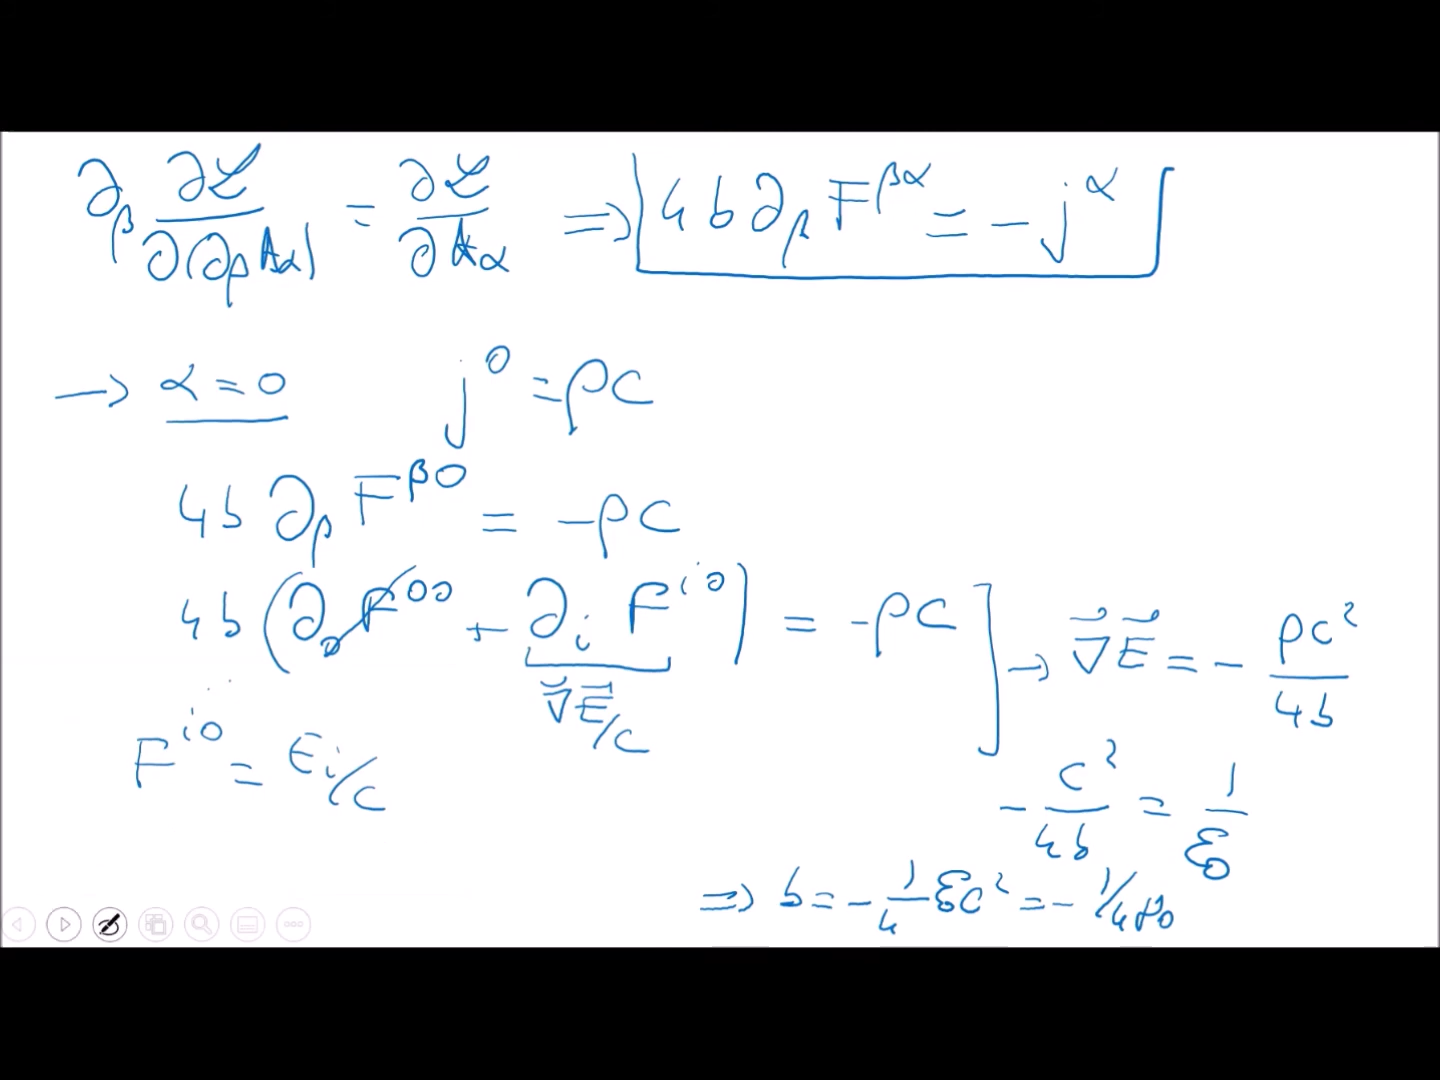 ∂_β ∂ℒ/∂(∂_β A_α) = ∂ℒ/∂A_α ⇒ 4b ∂_β F^{βα} = - j^α
→ α = 0 j^0 = ρc
4b ∂_β F^{β0} = -ρc
4b (∂_0 F^{00} + ∂_i F^{i0}) = -ρc ] → ∇⃗E⃗ = - ρc²/4b
∇⃗E⃗/c
F^{i0} = E_i/c
- c²/4b = 1/ε_0
⇒ b = - 1/4 ε_0 c² = - 1/4μ_0